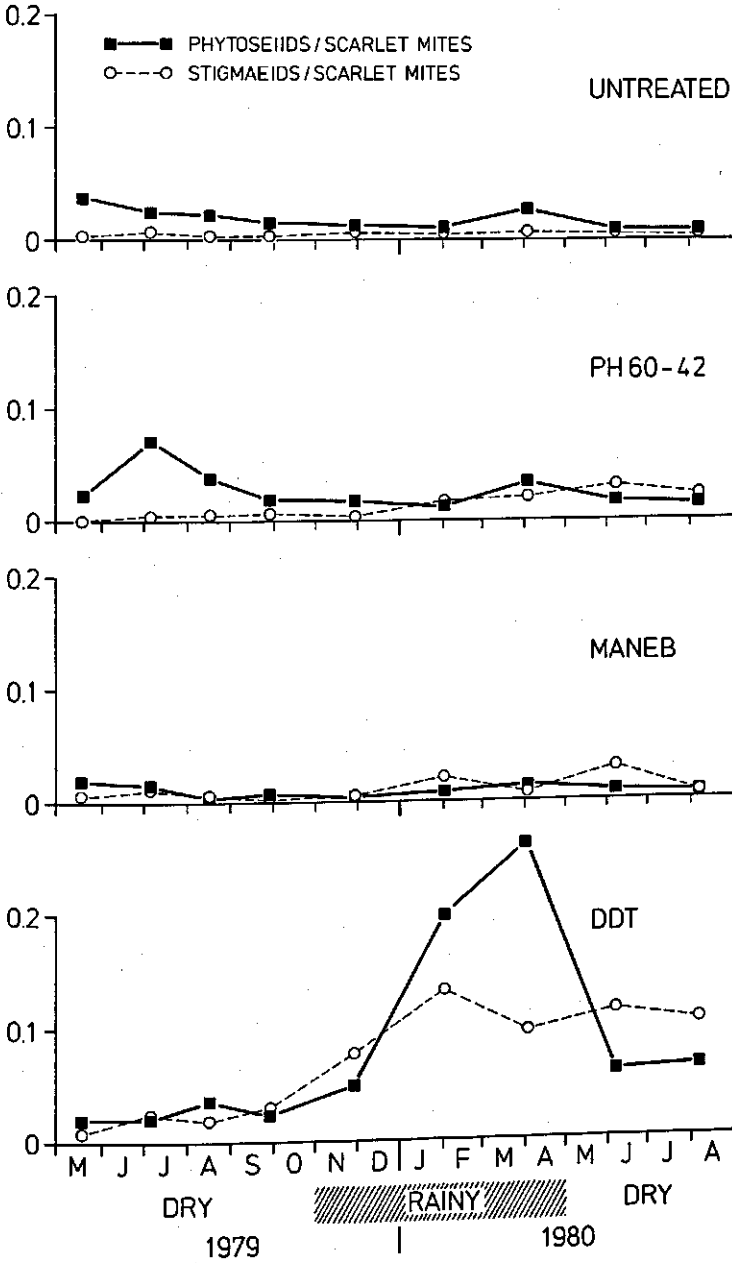 0.2
PHYTOSEIIDS/SCARLET MITES
STIGMAEIDS/SCARLET MITES
UNTREATED
0.1
0
0.2
PH 60-42
0.1
0
0.2
MANEB
0.1
0
0.2
DDT
0.1
0
M J J A S O N D J F M A M J J A
DRY RAINY DRY
1979 1980